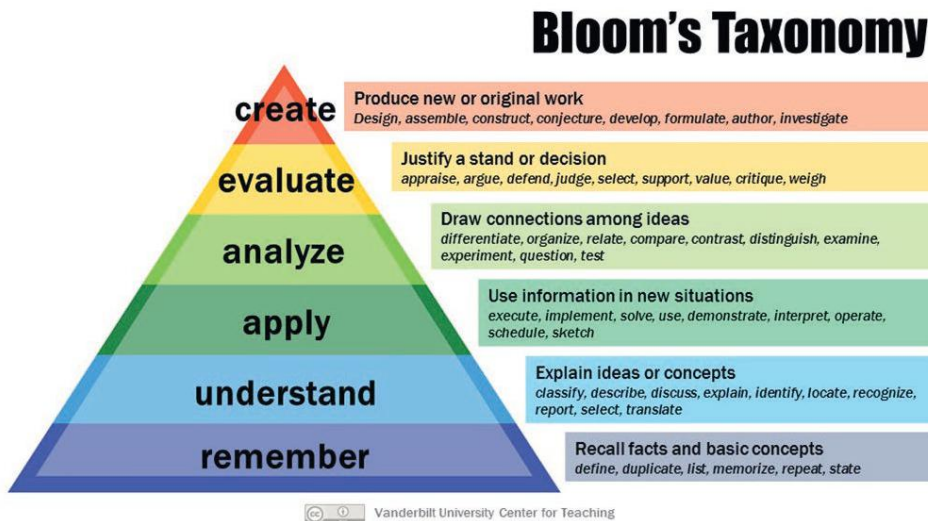 Bloom's Taxonomy
create
Produce new or original work
Design, assemble, construct, conjecture, develop, formulate, author, investigate
evaluate
Justify a stand or decision
appraise, argue, defend, judge, select, support, value, critique, weigh
analyze
Draw connections among ideas
differentiate, organize, relate, compare, contrast, distinguish, examine,
experiment, question, test
apply
Use information in new situations
execute, implement, solve, use, demonstrate, interpret, operate,
schedule, sketch
understand
Explain ideas or concepts
classify, describe, discuss, explain, identify, locate, recognize,
report, select, translate
remember
Recall facts and basic concepts
define, duplicate, list, memorize, repeat, state
cc Vanderbilt University Center for Teaching